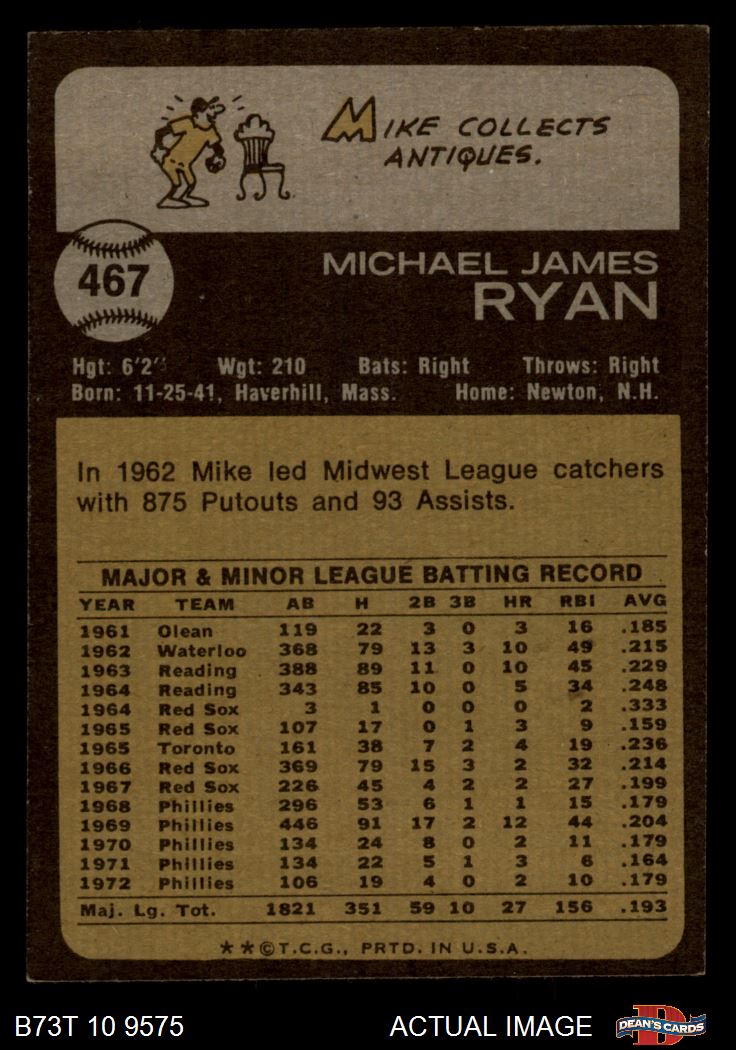 MIKE COLLECTS
ANTIQUES.
467
MICHAEL JAMES
RYAN
Hgt: 6'2" Wgt: 210 Bats: Right Throws: Right
Born: 11-25-41, Haverhill, Mass. Home: Newton, N.H.
In 1962 Mike led Midwest League catchers
with 875 Putouts and 93 Assists.
MAJOR & MINOR LEAGUE BATTING RECORD
YEAR TEAM AB H 2B 3B HR RBI AVG
1961 Olean 119 22 3 0 3 16 .185
1962 Waterloo 368 79 13 3 10 49 .215
1963 Reading 388 89 11 0 10 45 .229
1964 Reading 343 85 10 0 5 34 .248
1964 Red Sox 3 1 0 0 0 2 .333
1965 Red Sox 107 17 0 1 3 9 .159
1965 Toronto 161 38 7 2 4 19 .236
1966 Red Sox 369 79 15 3 2 32 .214
1967 Red Sox 226 45 4 2 2 27 .199
1968 Phillies 296 53 6 1 1 15 .179
1969 Phillies 446 91 17 2 12 44 .204
1970 Phillies 134 24 8 0 2 11 .179
1971 Phillies 134 22 5 1 3 6 .164
1972 Phillies 106 19 4 0 2 10 .179
Maj. Lg. Tot. 1821 351 59 10 27 156 .193
★★©T.C.G., PRTD. IN U.S.A.
B73T 10 9575 ACTUAL IMAGE DEAN'S CARDS